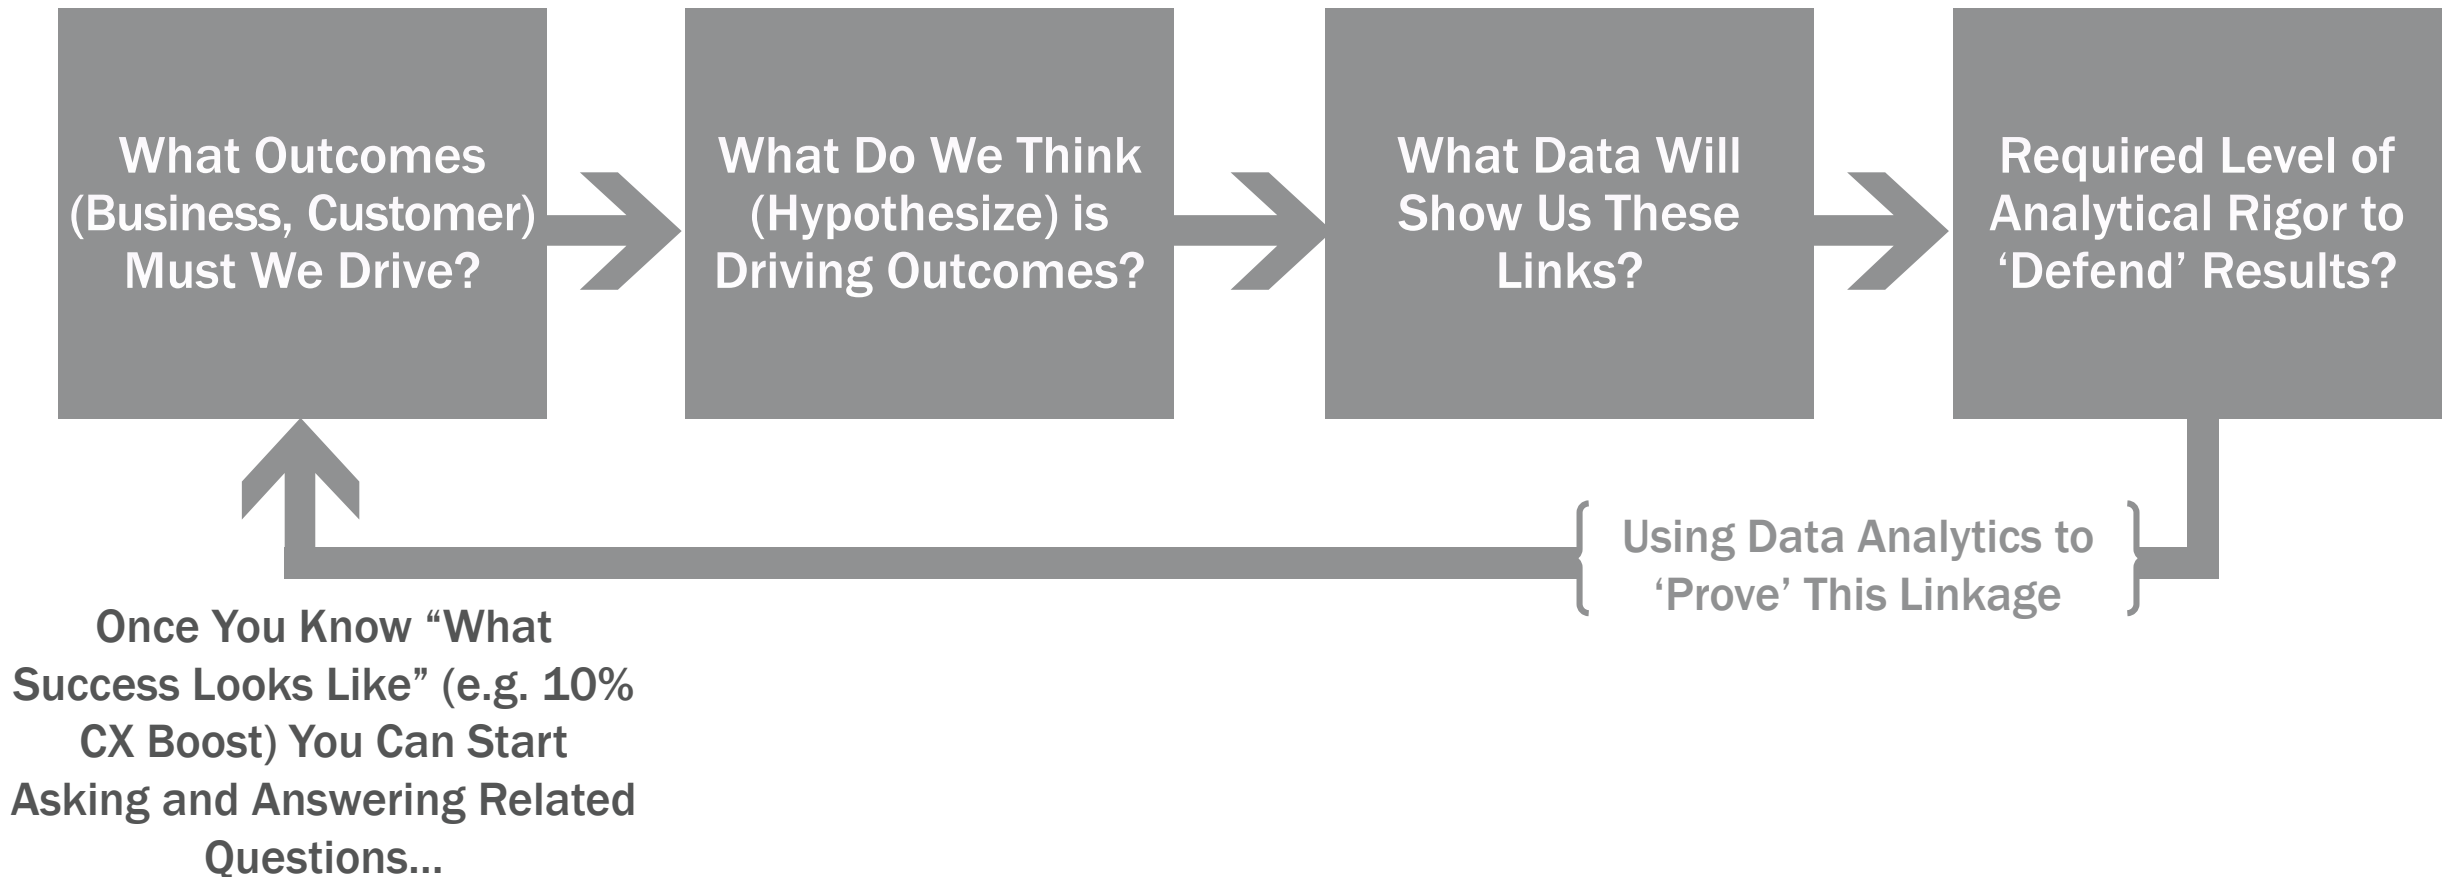 What Outcomes
(Business, Customer)
Must We Drive?
What Do We Think
(Hypothesize) is
Driving Outcomes?
What Data Will
Show Us These
Links?
Required Level of
Analytical Rigor to
‘Defend’ Results?
Using Data Analytics to
‘Prove’ This Linkage
Once You Know “What
Success Looks Like” (e.g. 10%
CX Boost) You Can Start
Asking and Answering Related
Questions...